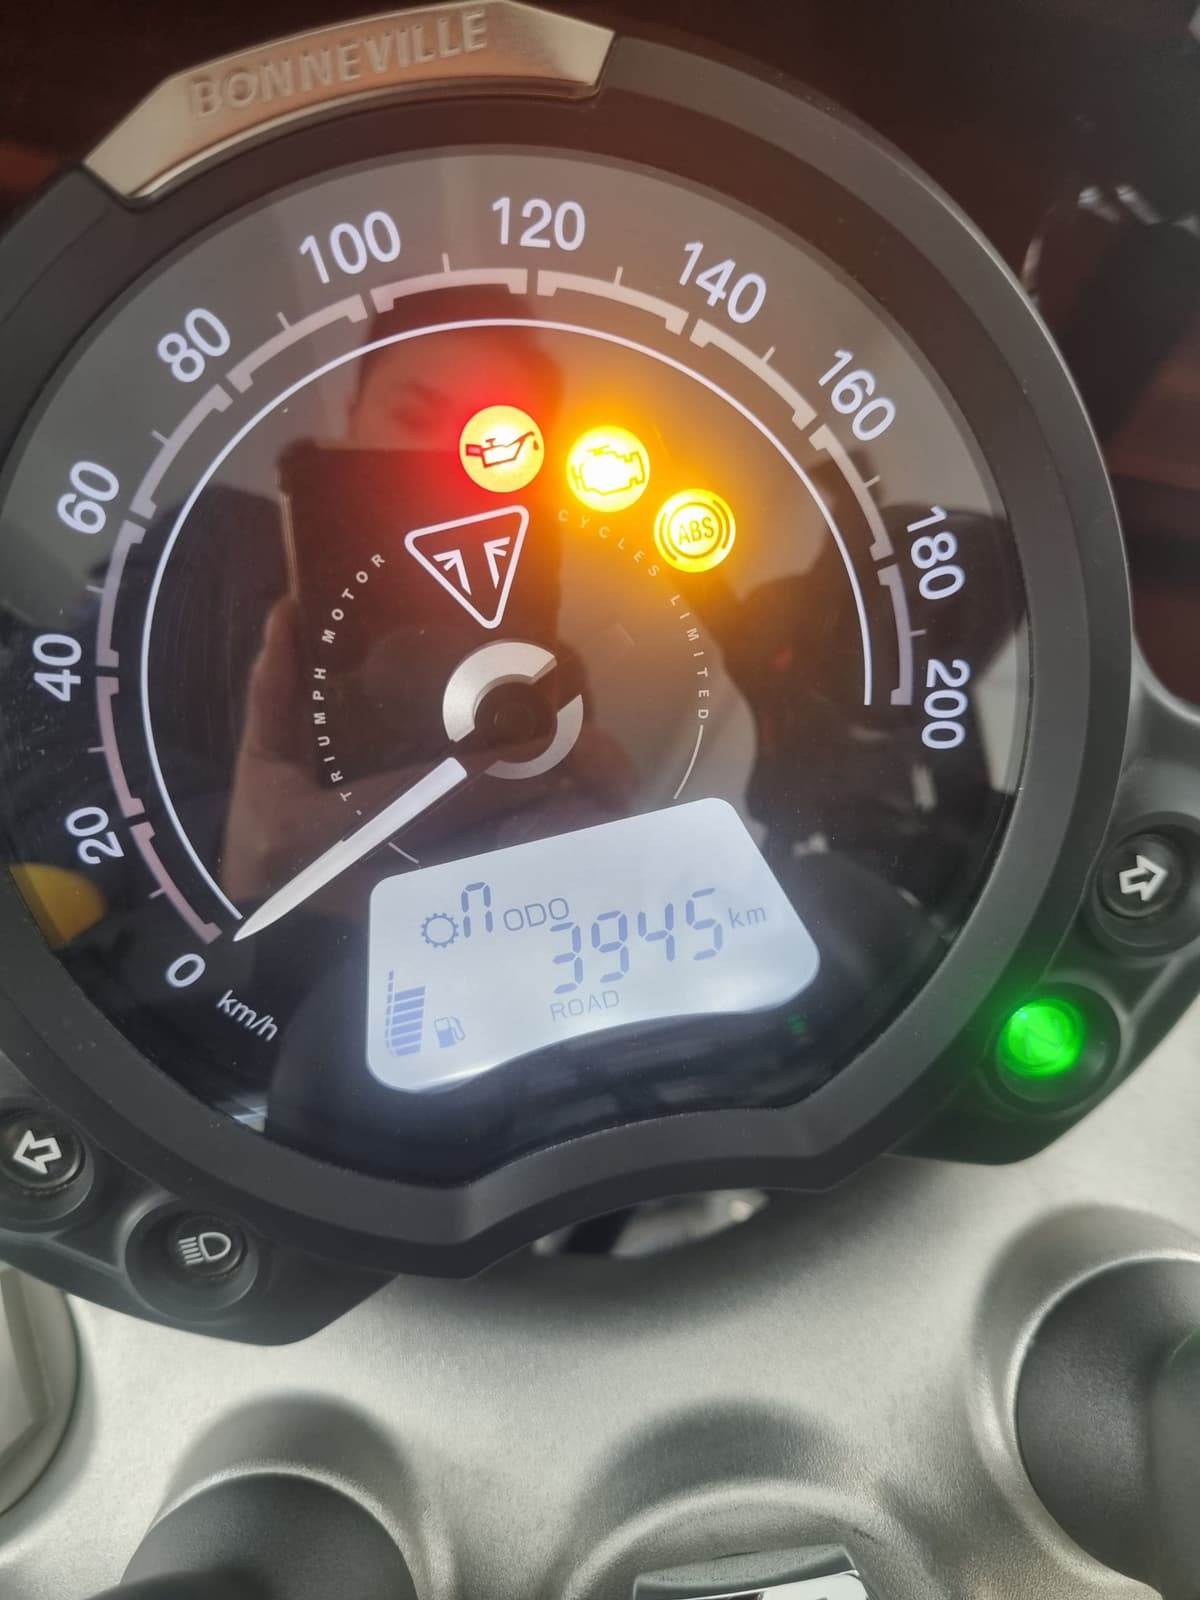 BONNEVILLE
0
20
40
60
80
100
120
140
160
180
200
km/h
ABS
TRIUMPH MOTOR CYCLES LIMITED
N ODO
3945 km
ROAD
N